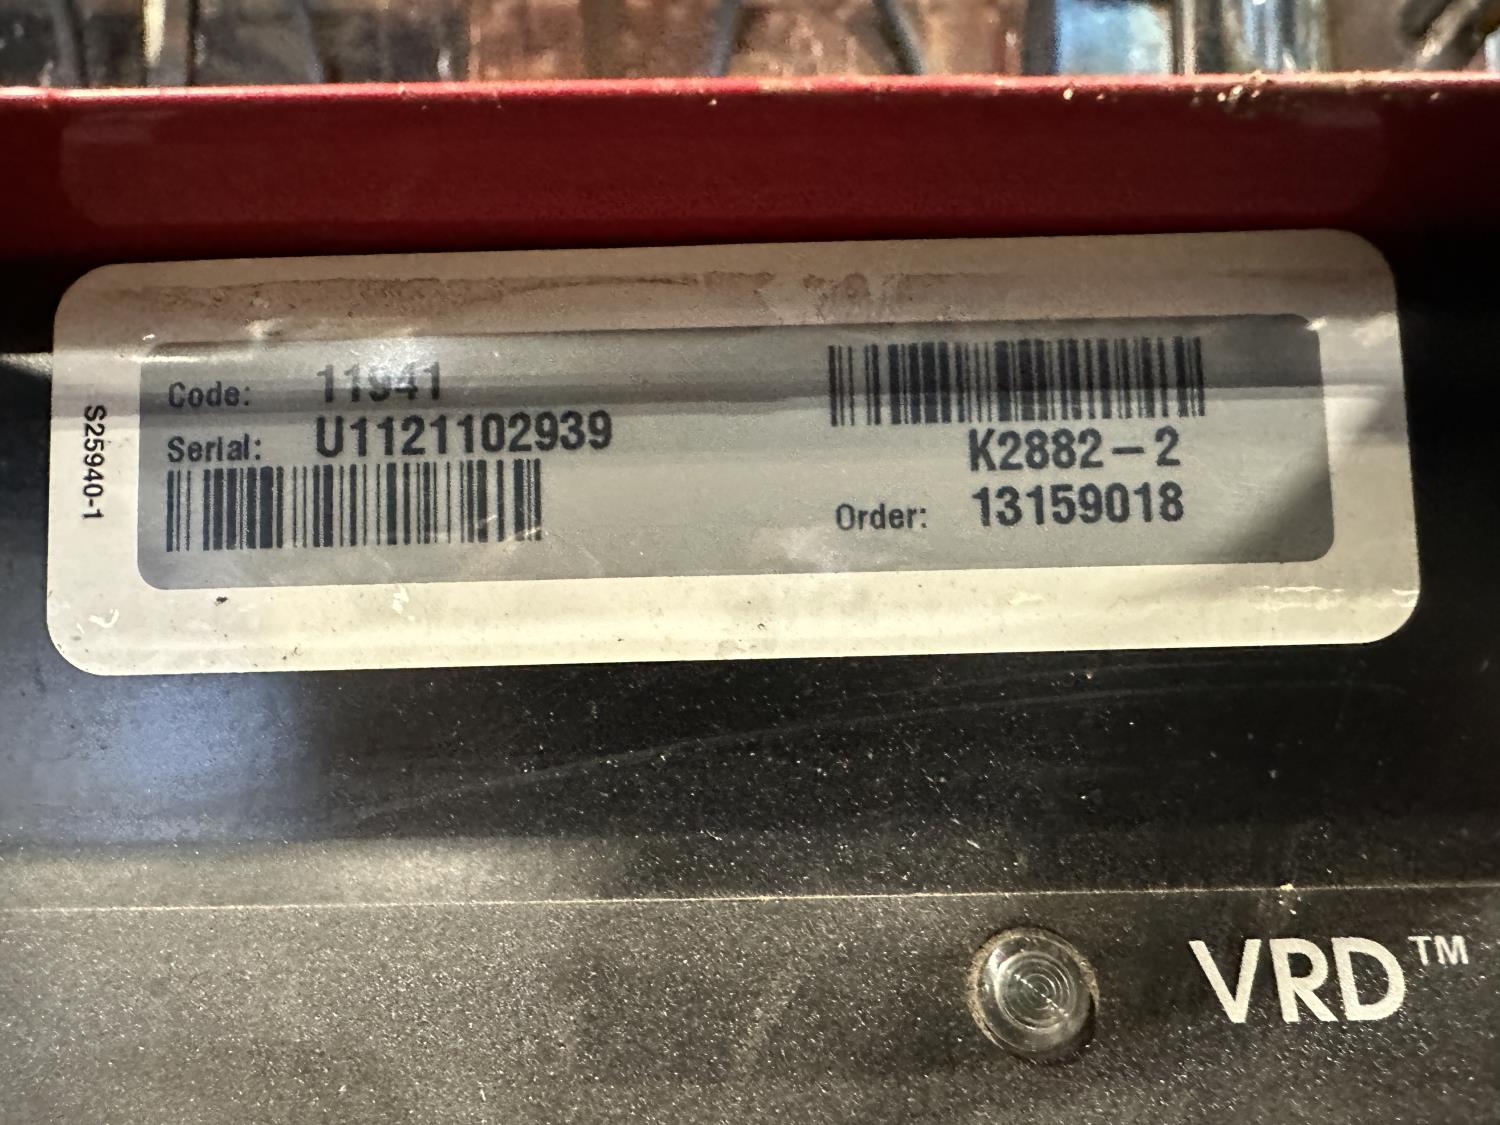 Code: 11941
Serial: U1121102939
K2882-2
Order: 13159018
S25940-1
VRD™